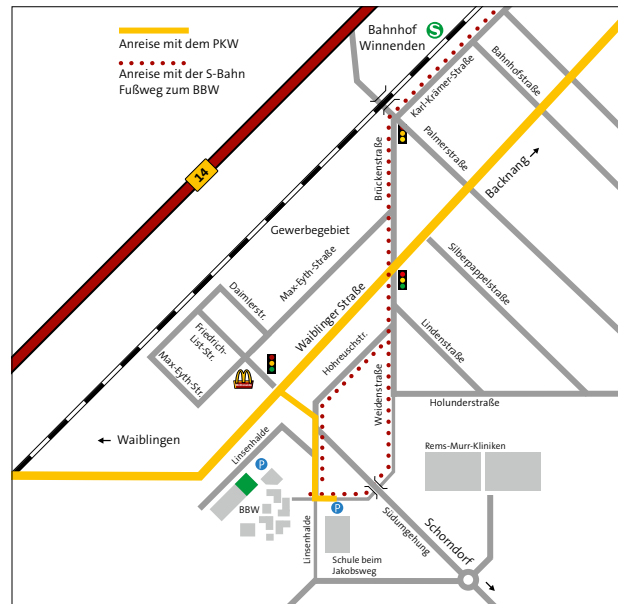 Anreise mit dem PKW
Anreise mit der S-Bahn
Fußweg zum BBW
Bahnhof
Winnenden
S
Karl-Krämer-Straße
Bahnhofstraße
Palmerstraße
Brückenstraße
Backnang
14
Gewerbegebiet
Max-Eyth-Straße
Daimlerstr.
Silberpappelstraße
Friedrich-
List-Str.
Max-Eyth-Str.
Waiblinger Straße
Hohreuschstr.
Lindenstraße
Weidenstraße
Holunderstraße
Waiblingen
Linsenhalde
Rems-Murr-Kliniken
P
BBW
P
Linsenhalde
Südumgehung
Schorndorf
Schule beim
Jakobsweg